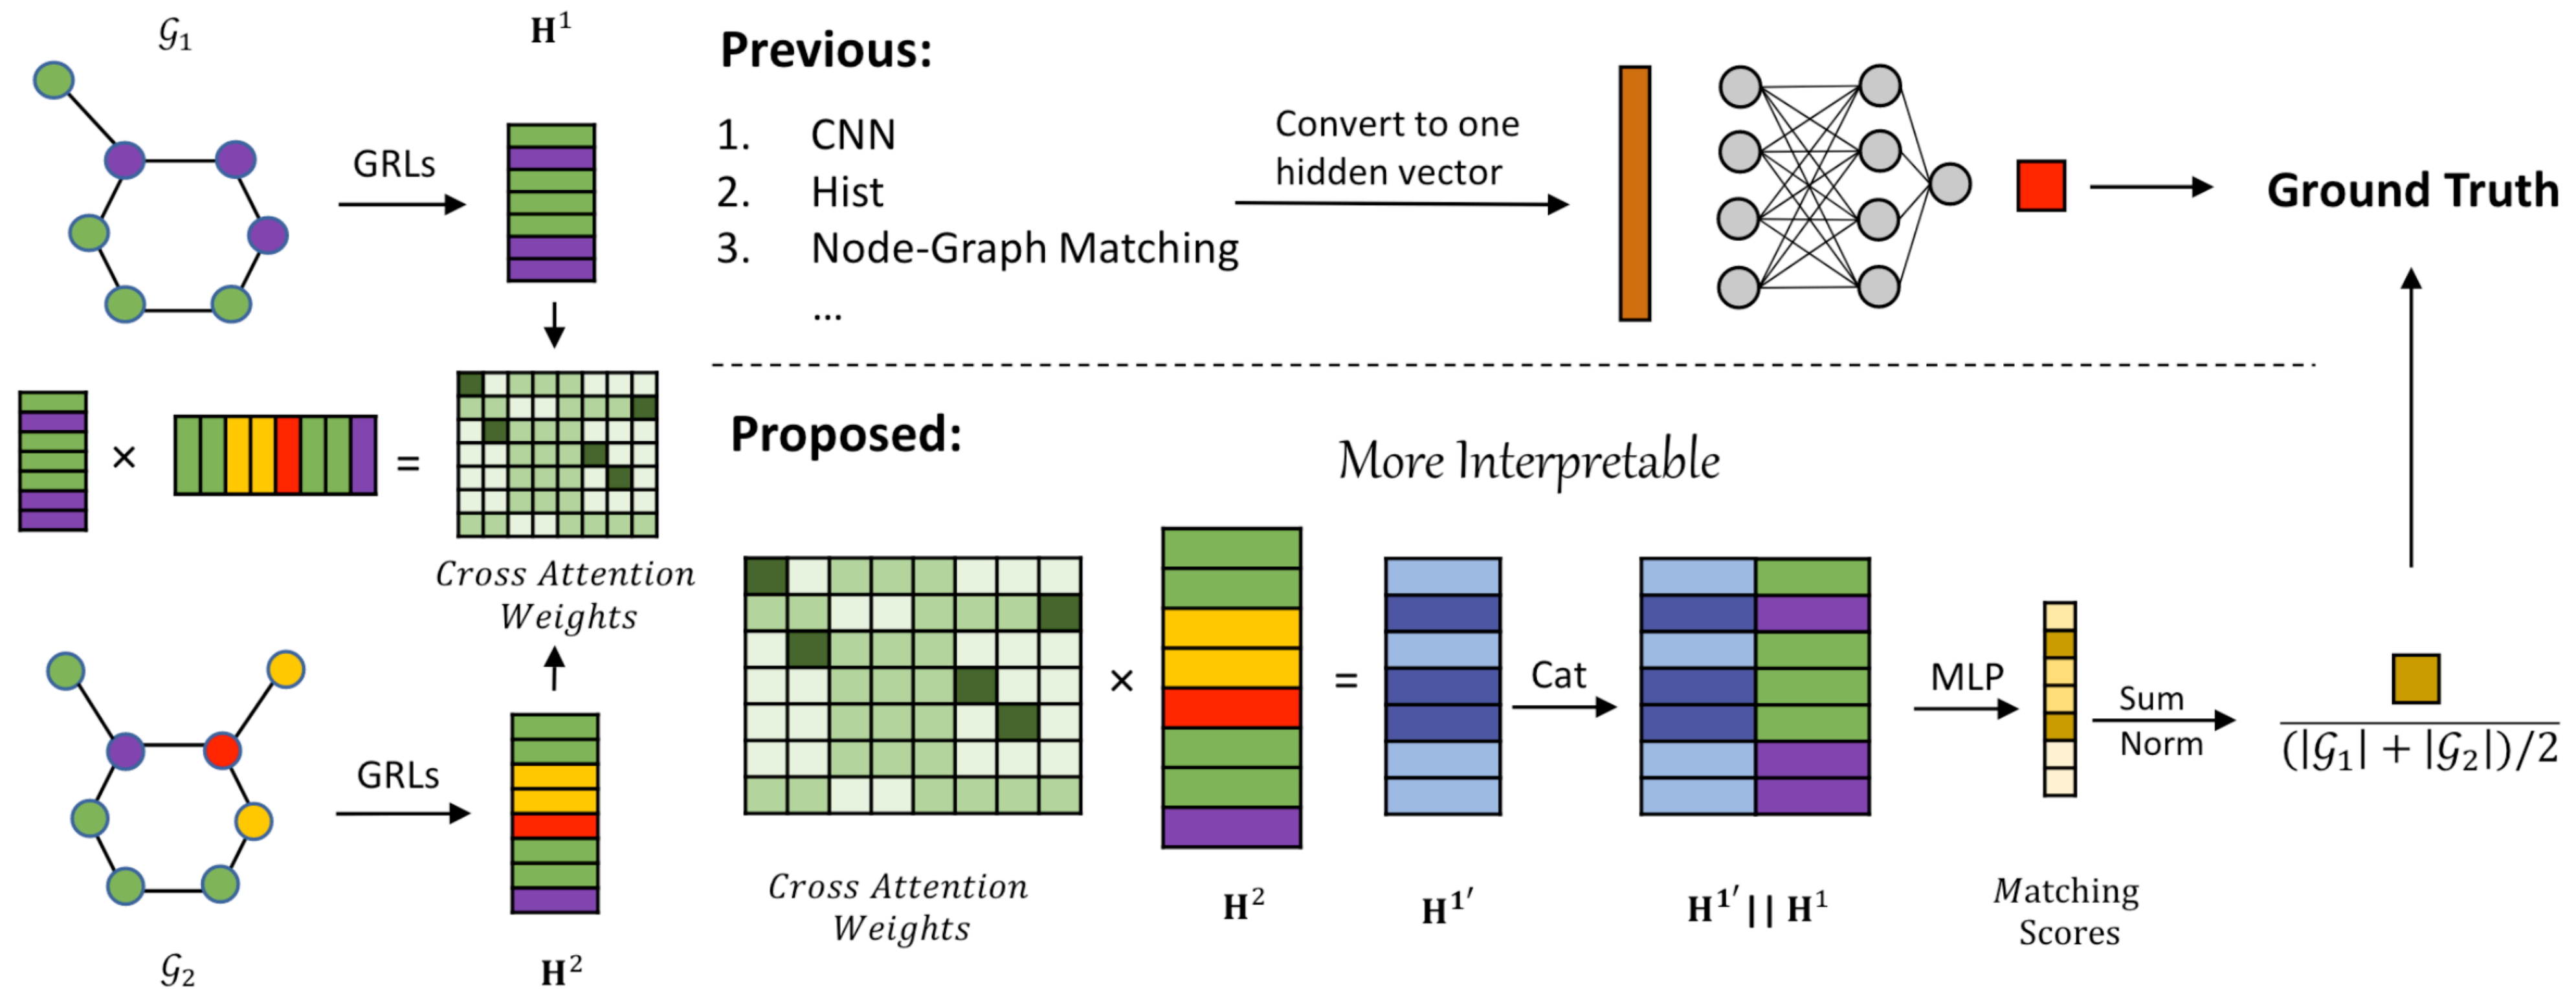 𝒢₁
H¹
GRLs
×
=
Cross Attention
Weights
GRLs
𝒢₂
H²
Previous:
1. CNN
2. Hist
3. Node-Graph Matching
...
Convert to one
hidden vector
Ground Truth
Proposed:
More Interpretable
×
=
Cat
MLP
Sum
Norm
(|𝒢₁| + |𝒢₂|)/2
Cross Attention
Weights
H²
H¹′
H¹′|| H¹
Matching
Scores